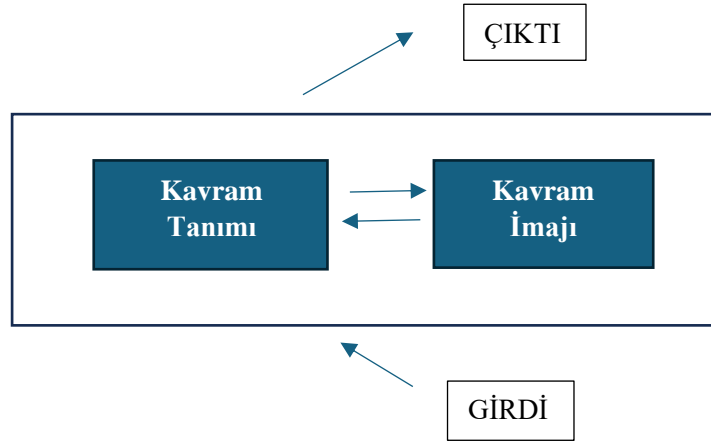 ÇIKTI
Kavram
Tanımı
Kavram
İmajı
GİRDİ